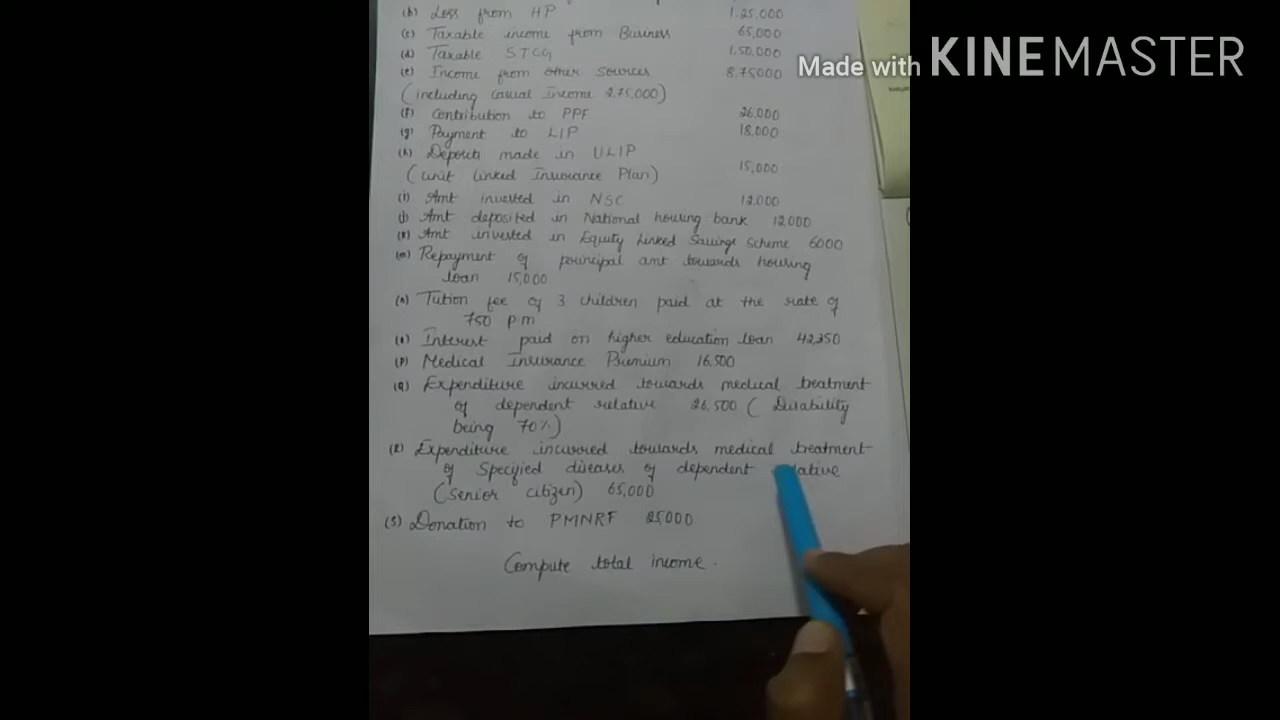 (b) Loss from HP 1.25.000
(c) Taxable income from Business 65,000
(d) Taxable STCG 1.50,000
(e) Income from other sources 8.75000
(including Casual Income 2,75,000)
(f) Contribution to PPF 26,000
(g) Payment to LIP 18,000
(h) Deposits made in ULIP
(unit linked Insurance Plan) 15,000
(i) Amt invested in NSC 12,000
(j) Amt deposited in National housing bank 12,000
(k) Amt invested in Equity Linked Savings Scheme 6000
(m) Repayment of principal amt towards housing
loan 15,000
(n) Tution fee of 3 children paid at the rate of
750 p.m
(o) Interest paid on higher education loan 42,350
(p) Medical Insurance Premium 16,500
(q) Expenditure incurred towards medical treatment
of dependent relative 26,500 (Disability
being 70%)
(R) Expenditure incurred towards medical treatment
of Specified diseases of dependent relative
(senior citizen) 65,000
(S) Donation to PMNRF 25,000
Compute total income.
Made with KINEMASTER